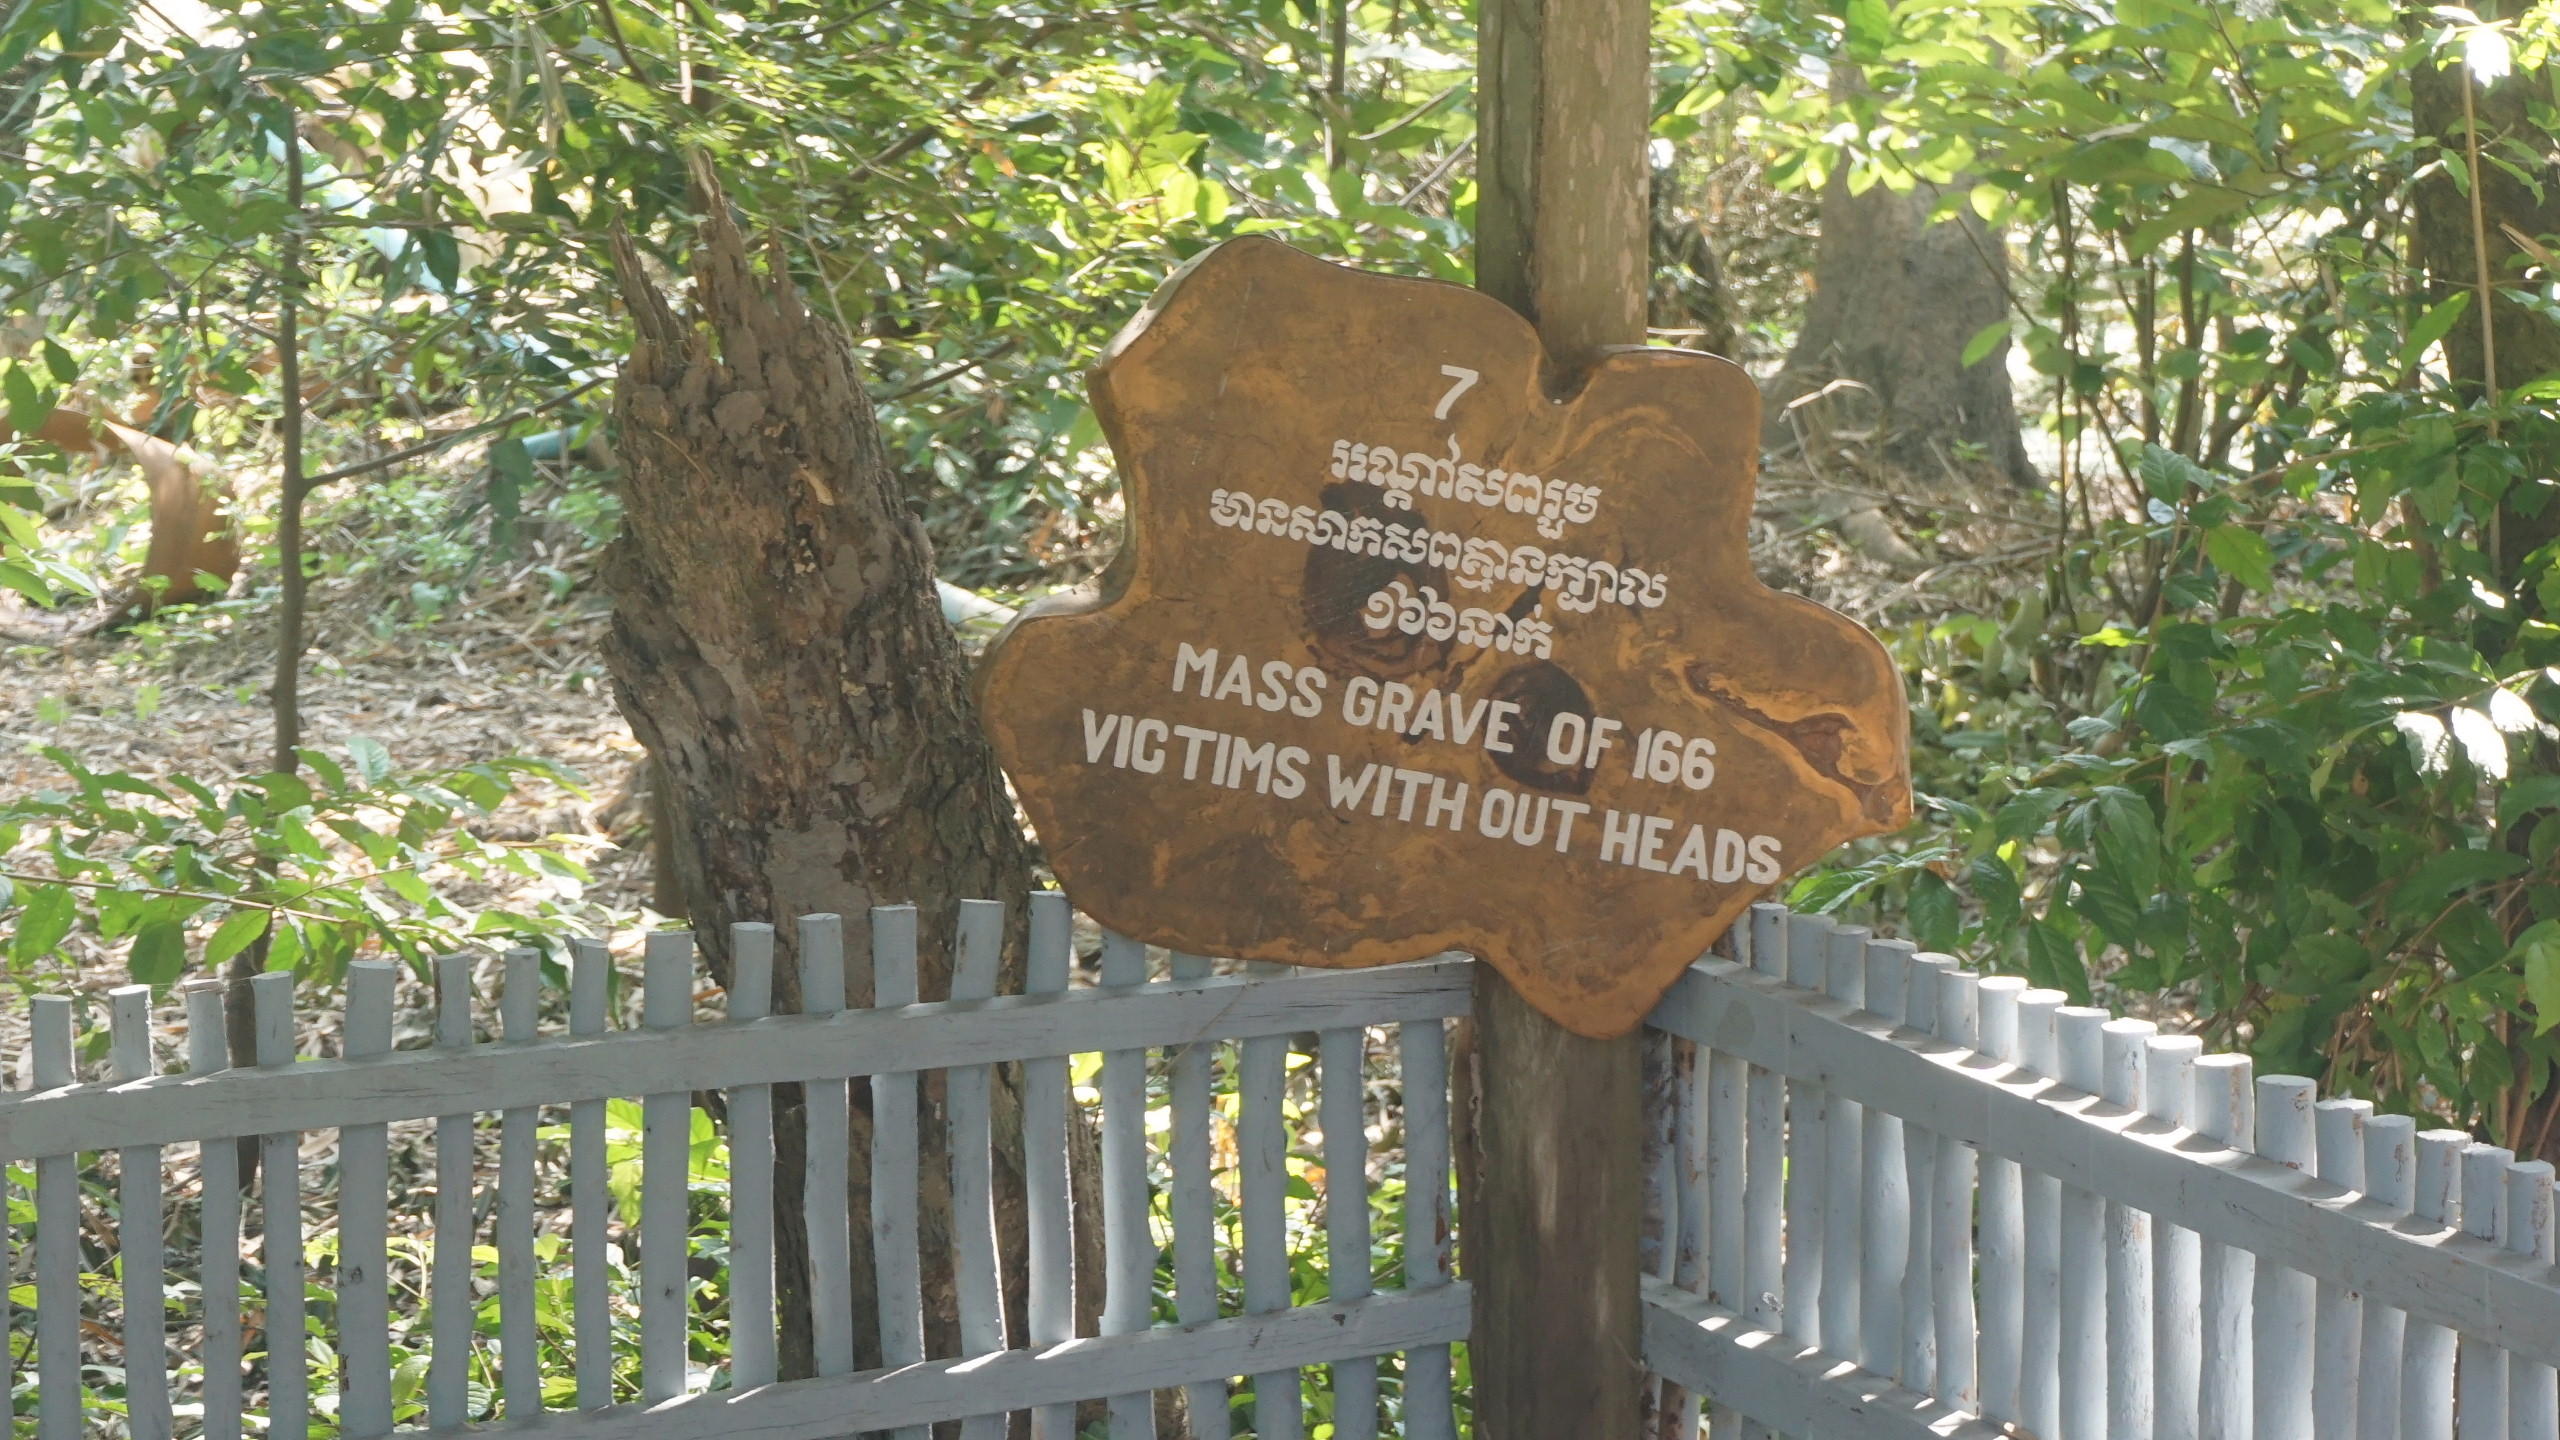 7
រណ្តៅសពរួម
មានសាកសពគ្មានក្បាល
១៦៦នាក់
MASS GRAVE OF 166
VICTIMS WITH OUT HEADS